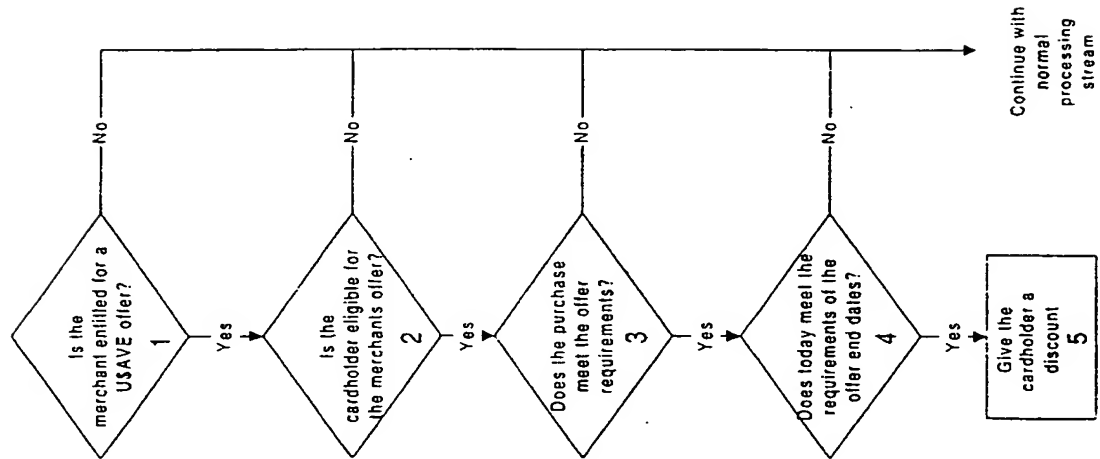 Is the
merchant entitled for a
USAVE offer?
1
No
Yes
Is the
cardholder eligible for
the merchants offer?
2
No
Yes
Does the purchase
meet the offer
requirements?
3
No
Yes
Does today meet the
requirements of the
offer end dates?
4
No
Yes
Give the
cardholder a
discount
5
Continue with
normal
processing
stream